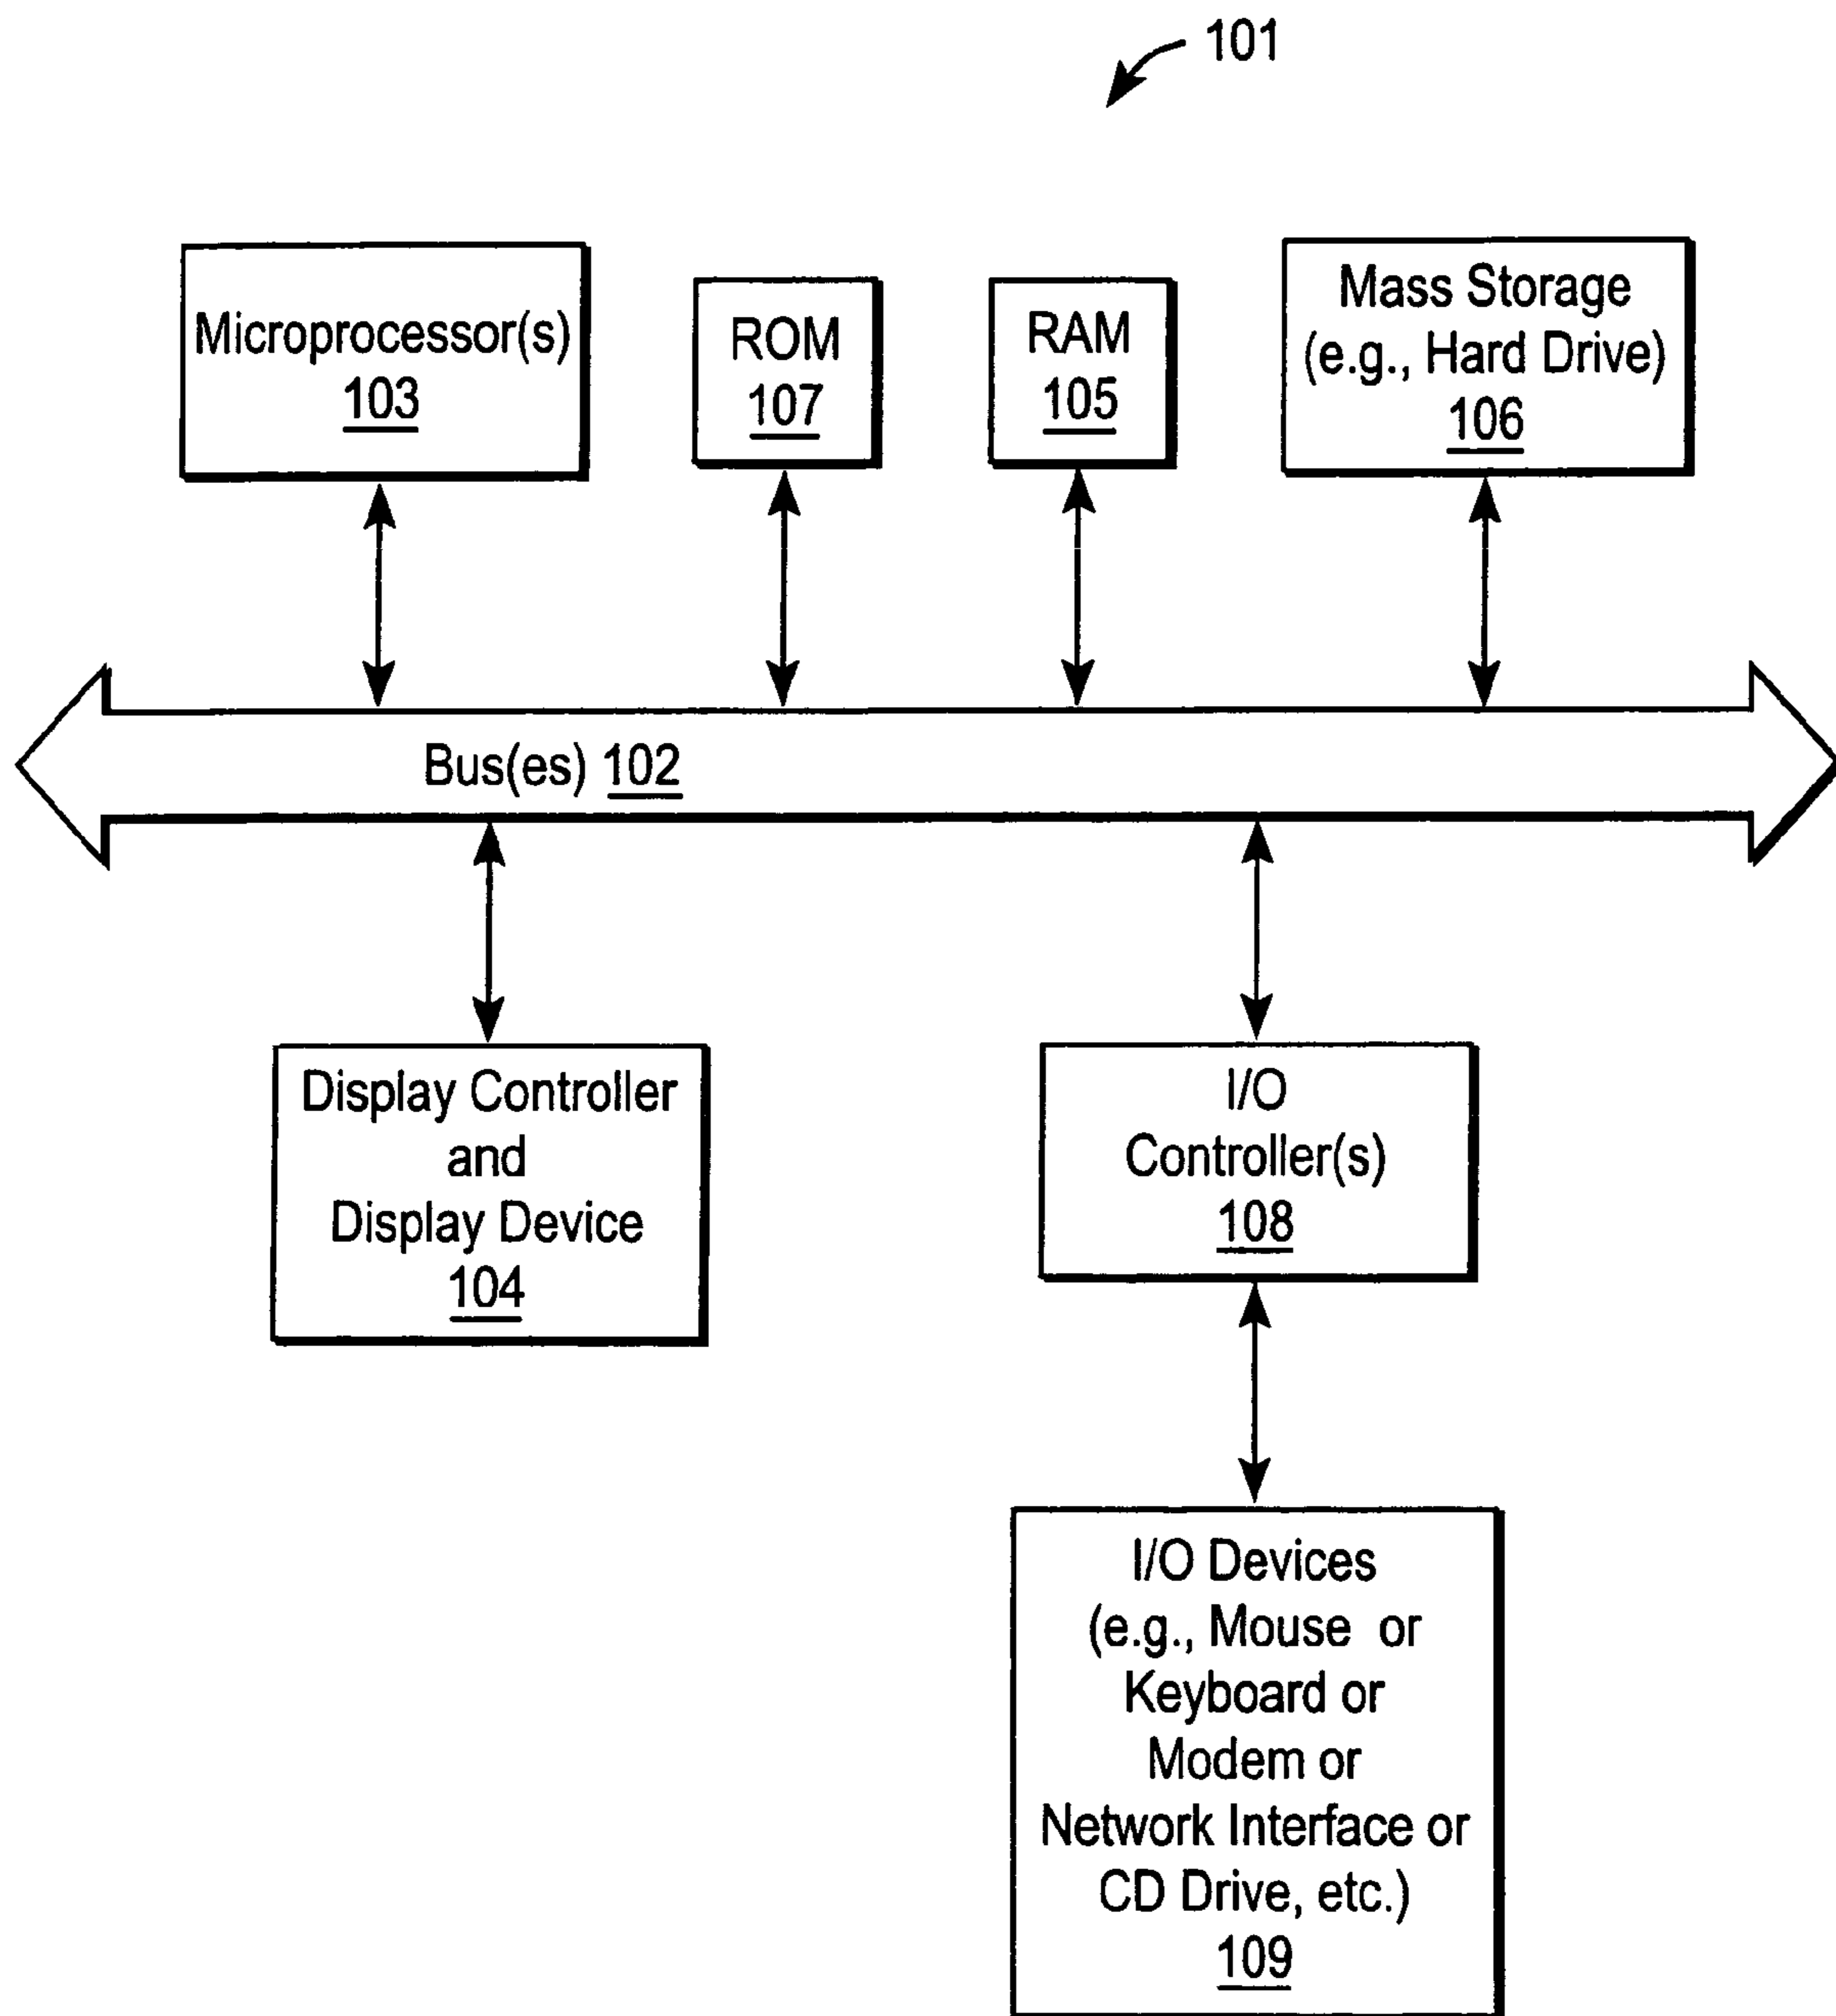 101
Microprocessor(s)
103
ROM
107
RAM
105
Mass Storage
(e.g., Hard Drive)
106
Bus(es) 102
Display Controller
and
Display Device
104
I/O
Controller(s)
108
I/O Devices
(e.g., Mouse or
Keyboard or
Modem or
Network Interface or
CD Drive, etc.)
109